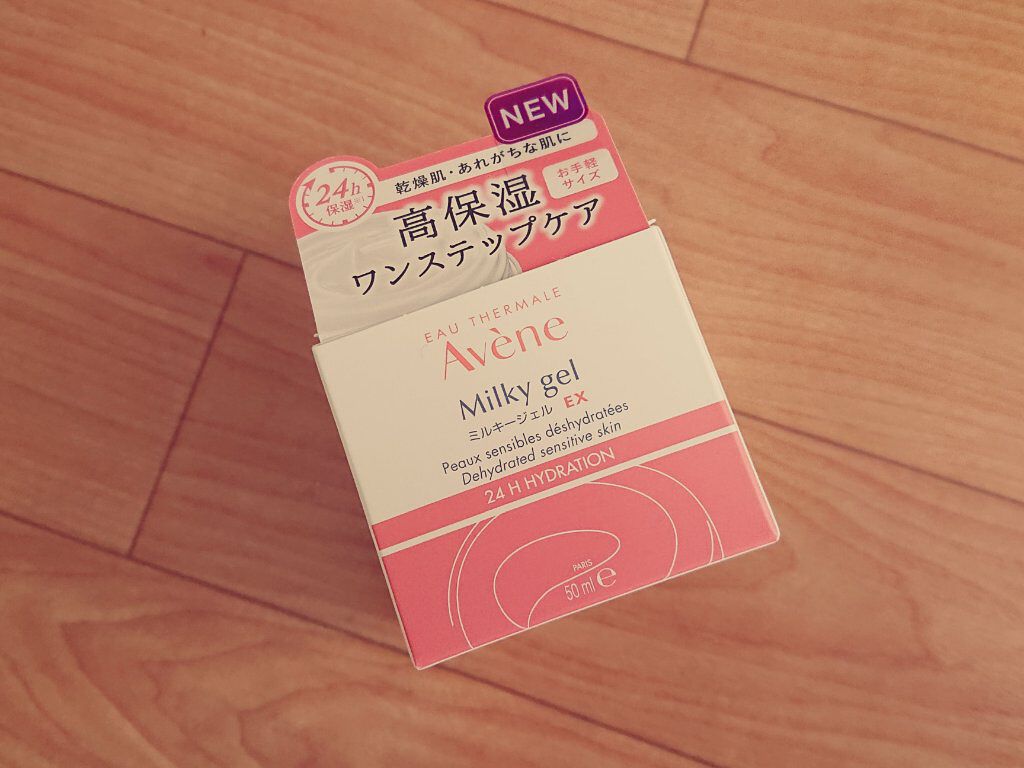 NEW
乾燥肌・あれがちな肌に
お手軽
サイズ
24h
保湿※1
高保湿
ワンステップケア
EAU THERMALE
Avène
Milky gel
ミルキージェル EX
Peaux sensibles déshydratées
Dehydrated sensitive skin
24 H HYDRATION
PARIS
50 ml e